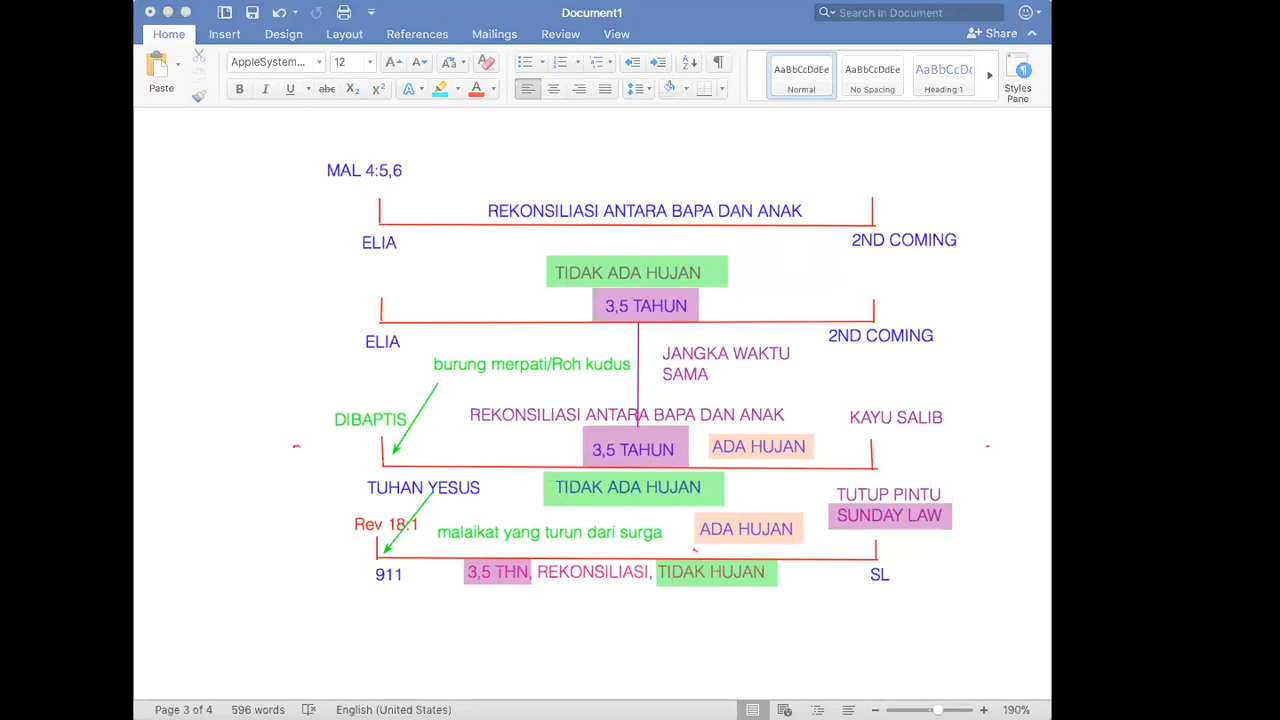 Document1
Search in Document
Home Insert Design Layout References Mailings Review View Share
AppleSystem... 12
Paste
AaBbCcDdEe AaBbCcDdEe AaBbCcDc
Normal No Spacing Heading 1
Styles Pane
MAL 4:5,6
REKONSILIASI ANTARA BAPA DAN ANAK
ELIA 2ND COMING
TIDAK ADA HUJAN
3,5 TAHUN
ELIA 2ND COMING
burung merpati/Roh kudus
JANGKA WAKTU
SAMA
DIBAPTIS REKONSILIASI ANTARA BAPA DAN ANAK KAYU SALIB
3,5 TAHUN ADA HUJAN
TUHAN YESUS TIDAK ADA HUJAN TUTUP PINTU
SUNDAY LAW
Rev 18:1 malaikat yang turun dari surga ADA HUJAN
911 3,5 THN, REKONSILIASI, TIDAK HUJAN SL
Page 3 of 4 596 words English (United States) 190%